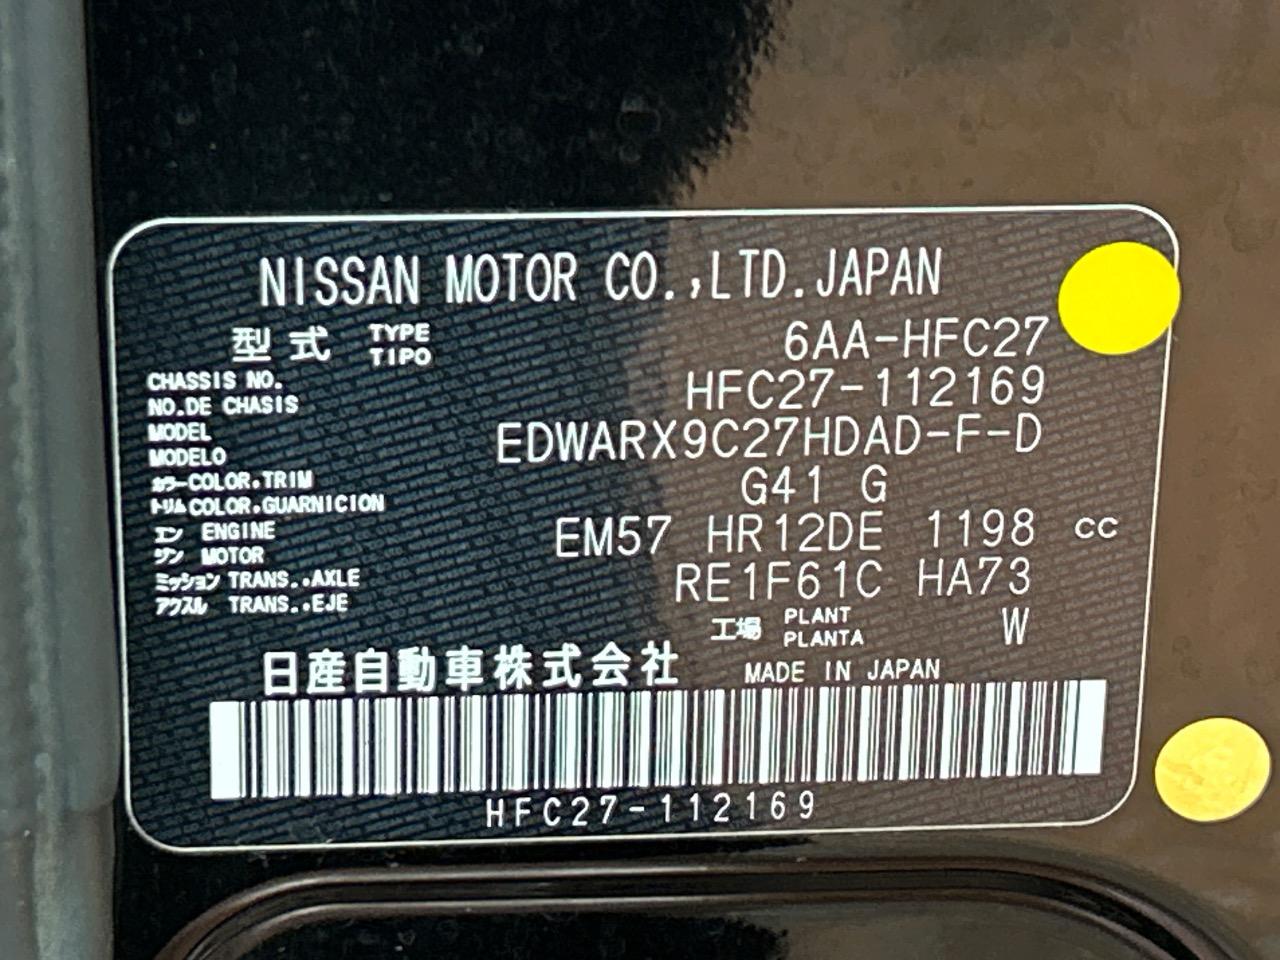 NISSAN MOTOR CO.,LTD.JAPAN
型式 TYPE TIPO 6AA-HFC27
CHASSIS NO. NO.DE CHASIS HFC27-112169
MODEL MODELO EDWARX9C27HDAD-F-D
カラー COLOR.TRIM
トリム COLOR.GUARNICION G41 G
エンジン ENGINE MOTOR EM57 HR12DE 1198 cc
ミッション TRANS..AXLE
アクスル TRANS..EJE RE1F61C HA73
工場 PLANT PLANTA W
日産自動車株式会社 MADE IN JAPAN
HFC27-112169